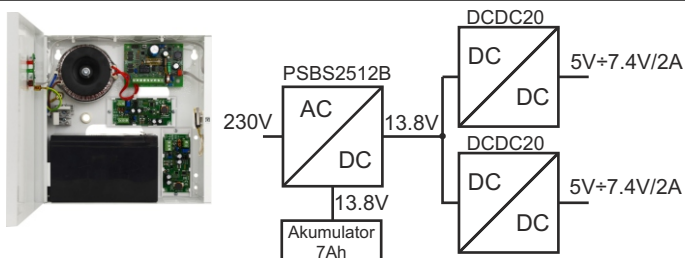 DCDC20
DC
DC
5V÷7.4V/2A
PSBS2512B
AC
DC
230V
13.8V
DCDC20
DC
DC
5V÷7.4V/2A
13.8V
Akumulator
7Ah